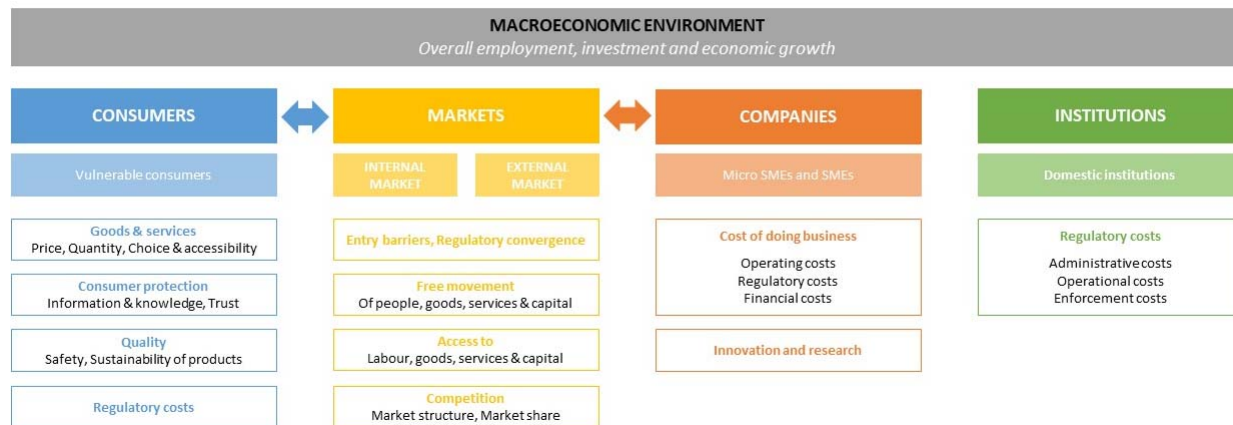 MACROECONOMIC ENVIRONMENT
Overall employment, investment and economic growth
CONSUMERS
Vulnerable consumers
Goods & services
Price, Quantity, Choice & accessibility
Consumer protection
Information & knowledge, Trust
Quality
Safety, Sustainability of products
Regulatory costs
MARKETS
INTERNAL
MARKET
EXTERNAL
MARKET
Entry barriers, Regulatory convergence
Free movement
Of people, goods, services & capital
Access to
Labour, goods, services & capital
Competition
Market structure, Market share
COMPANIES
Micro SMEs and SMEs
Cost of doing business
Operating costs
Regulatory costs
Financial costs
Innovation and research
INSTITUTIONS
Domestic institutions
Regulatory costs
Administrative costs
Operational costs
Enforcement costs